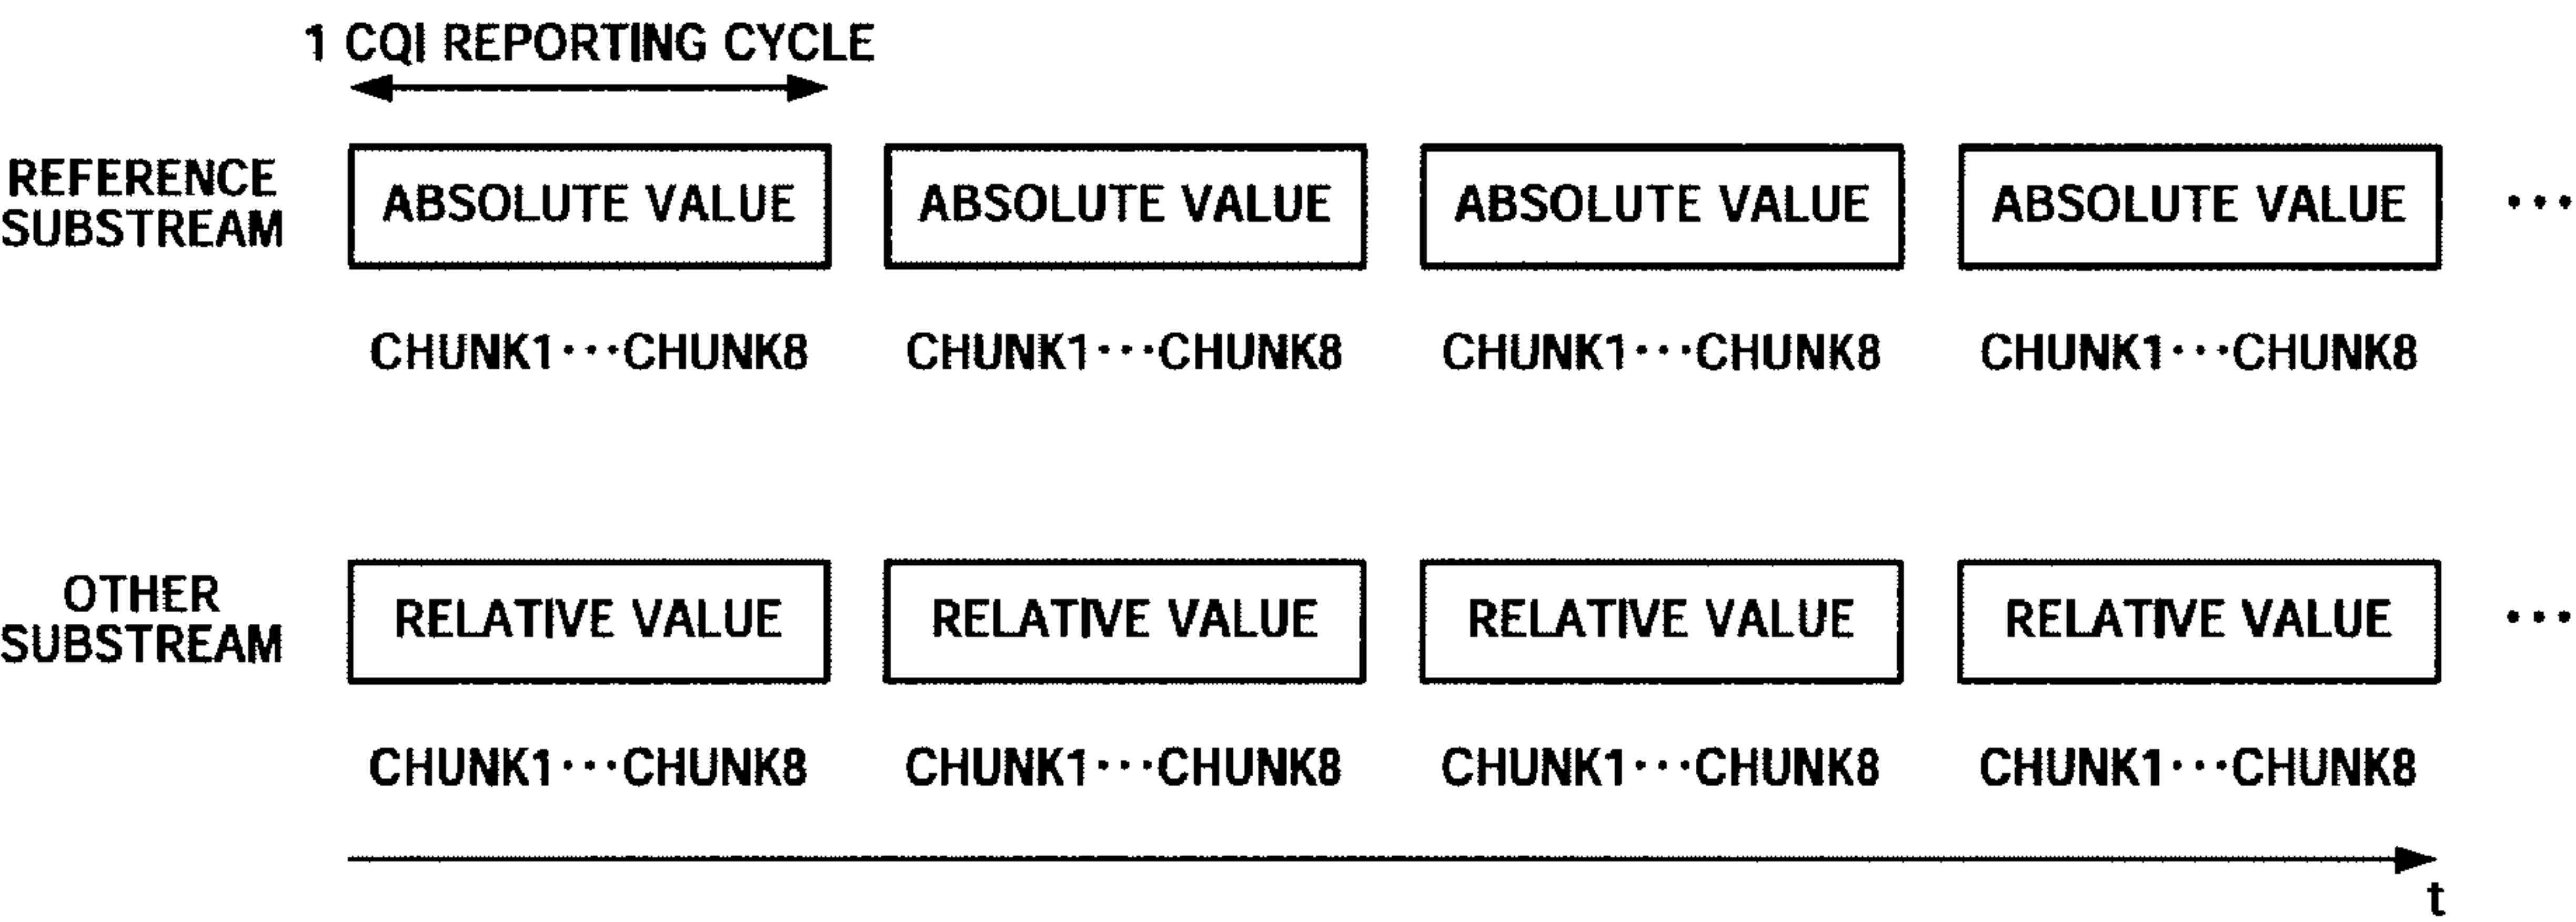 1 CQI REPORTING CYCLE
REFERENCE
SUBSTREAM
ABSOLUTE VALUE ABSOLUTE VALUE ABSOLUTE VALUE ABSOLUTE VALUE ···
CHUNK1···CHUNK8 CHUNK1···CHUNK8 CHUNK1···CHUNK8 CHUNK1···CHUNK8
OTHER
SUBSTREAM
RELATIVE VALUE RELATIVE VALUE RELATIVE VALUE RELATIVE VALUE ···
CHUNK1···CHUNK8 CHUNK1···CHUNK8 CHUNK1···CHUNK8 CHUNK1···CHUNK8
t